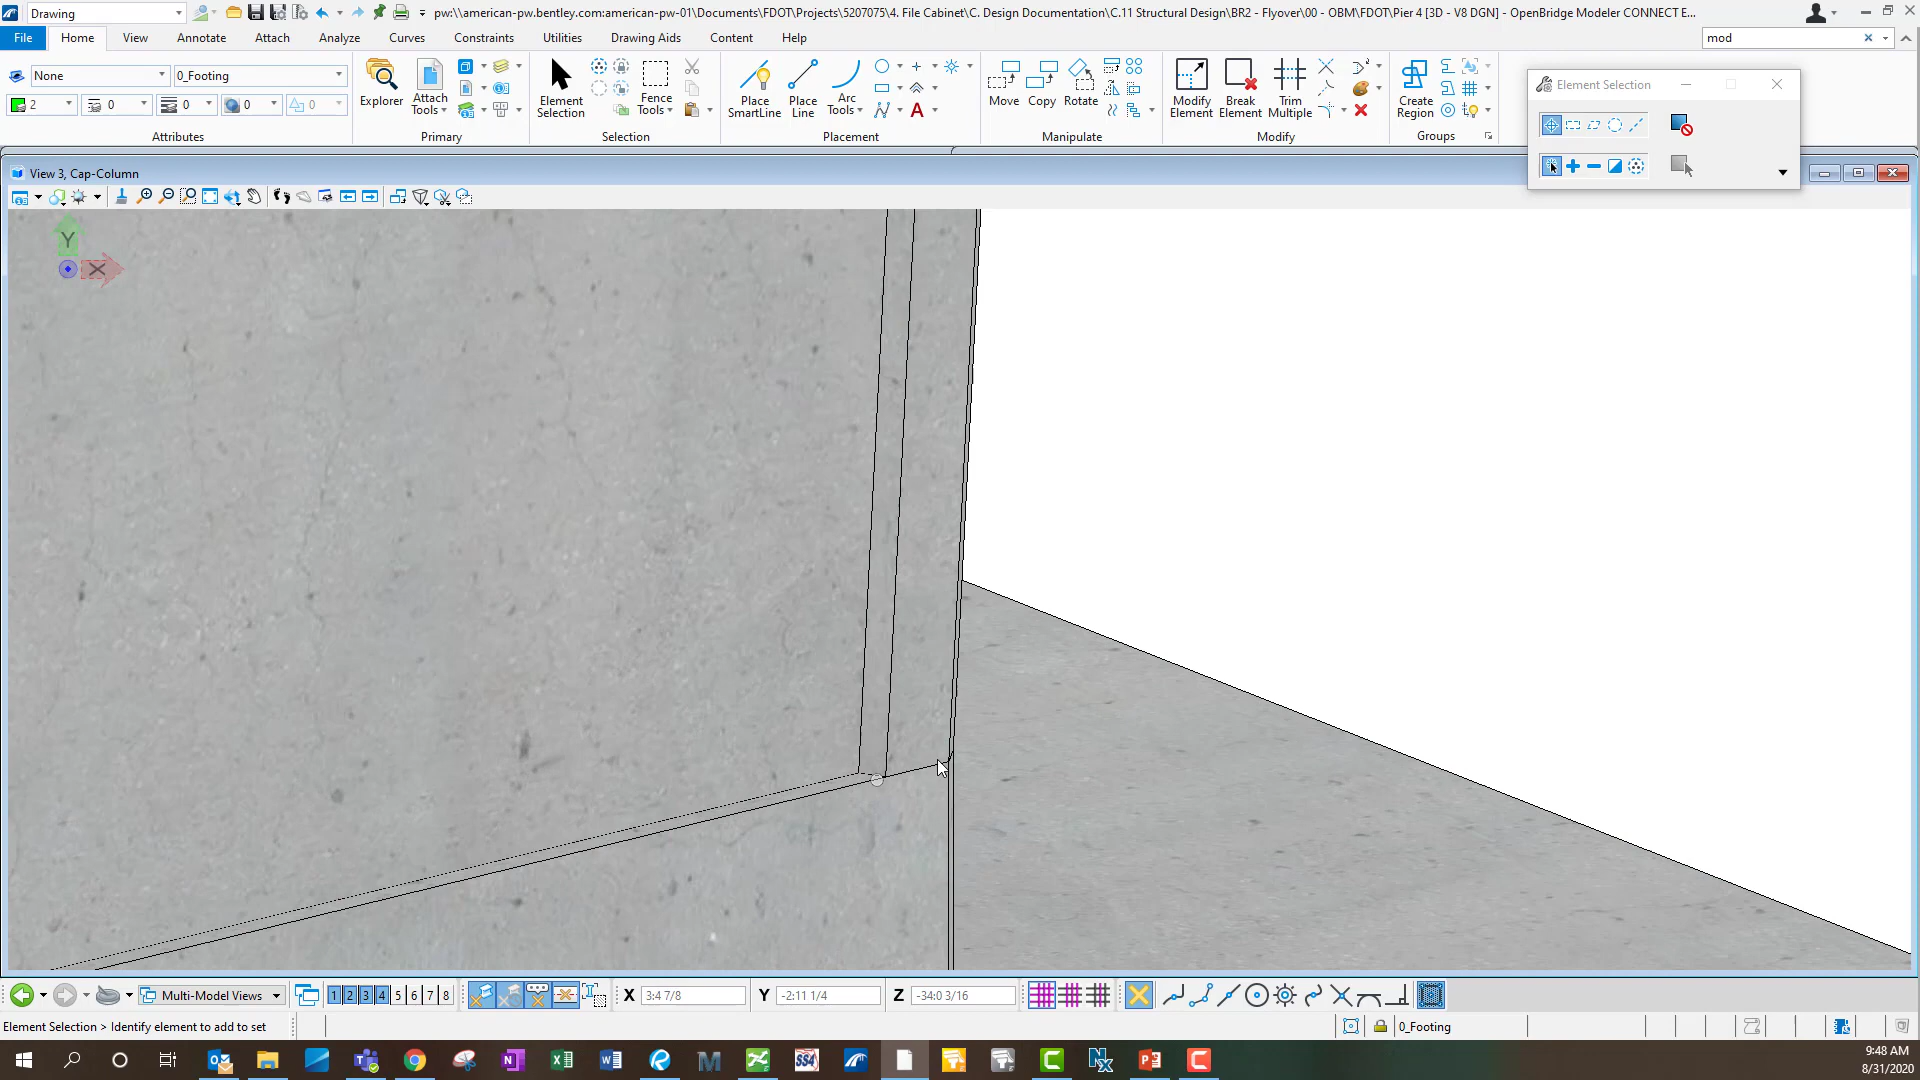 Drawing
pw:\\american-pw.bentley.com:american-pw-01\Documents\FDOT\Projects\5207075\4. File Cabinet\C. Design Documentation\C.11 Structural Design\BR2 - Flyover\00 - OBM\FDOT\Pier 4 [3D - V8 DGN] - OpenBridge Modeler CONNECT E...
File Home View Annotate Attach Analyze Curves Constraints Utilities Drawing Aids Content Help
mod
None 0_Footing
2 0 0 0 0
Attributes
Explorer
Attach Tools
Primary
Element Selection
Fence Tools
Selection
Place SmartLine
Place Line
Arc Tools
A
Placement
Move Copy Rotate
Manipulate
Modify Element
Break Element
Trim Multiple
Modify
Create Region
Groups
Element Selection
View 3, Cap-Column
Y
X
Multi-Model Views
1 2 3 4 5 6 7 8
X 3:4 7/8
Y -2:11 1/4
Z -34:0 3/16
Element Selection > Identify element to add to set
0_Footing
9:48 AM
8/31/2020